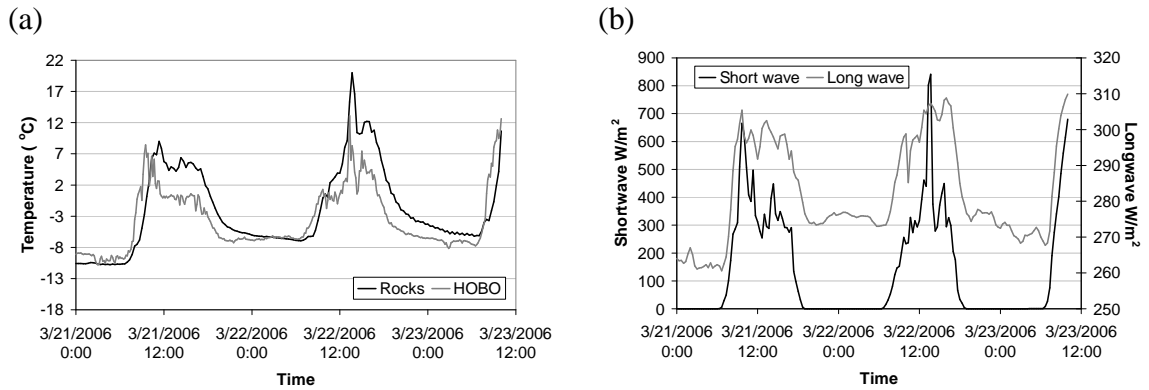 (a)
22
17
12
7
2
-3
-8
-13
-18
Temperature ( °C)
Rocks HOBO
3/21/2006 3/21/2006 3/22/2006 3/22/2006 3/23/2006 3/23/2006
0:00 12:00 0:00 12:00 0:00 12:00
Time
(b)
900
800
700
600
500
400
300
200
100
0
Shortwave W/m²
Short wave Long wave
320
310
300
290
280
270
260
250
Longwave W/m²
3/21/2006 3/21/2006 3/22/2006 3/22/2006 3/23/2006 3/23/2006
0:00 12:00 0:00 12:00 0:00 12:00
Time